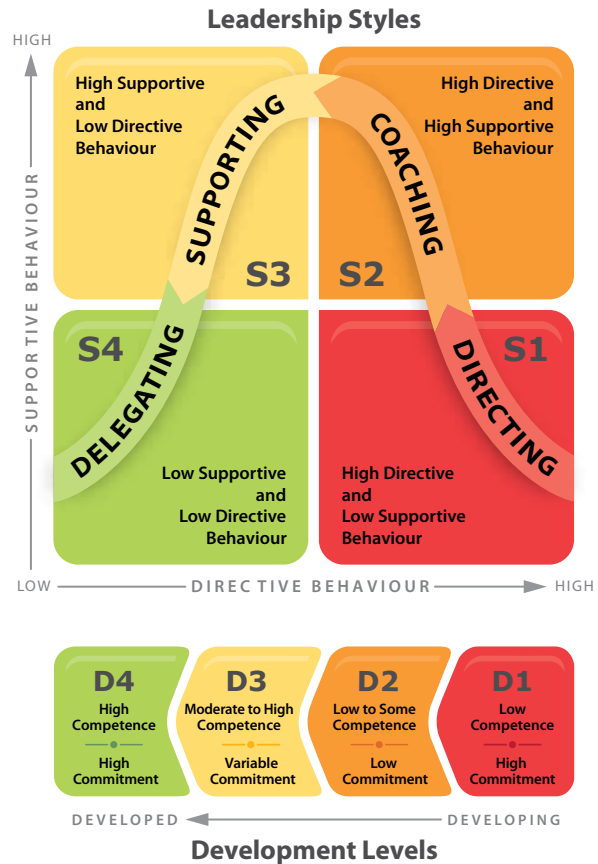 Leadership Styles
HIGH
SUPPORTIVE BEHAVIOUR
High Supportive
and
Low Directive
Behaviour
SUPPORTING
S3
High Directive
and
High Supportive
Behaviour
COACHING
S2
S4
DELEGATING
Low Supportive
and
Low Directive
Behaviour
S1
DIRECTING
High Directive
and
Low Supportive
Behaviour
LOW
DIRECTIVE BEHAVIOUR
HIGH
D4
High
Competence
High
Commitment
D3
Moderate to High
Competence
Variable
Commitment
D2
Low to Some
Competence
Low
Commitment
D1
Low
Competence
High
Commitment
DEVELOPED
DEVELOPING
Development Levels